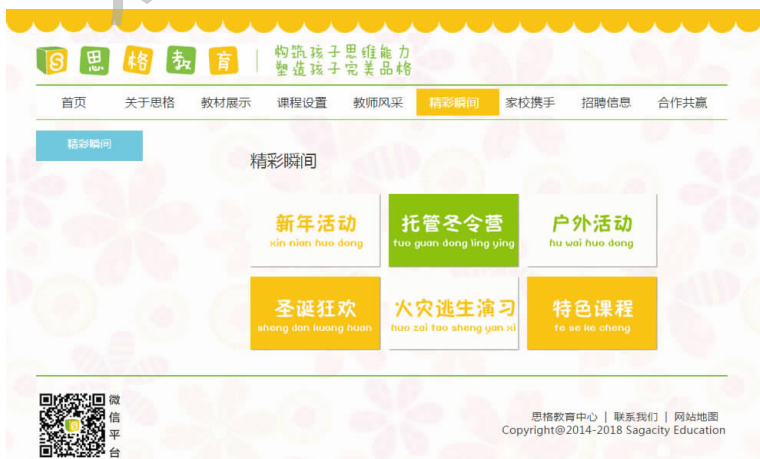 S 思格教育
构筑孩子思维能力
塑造孩子完美品格
首页 关于思格 教材展示 课程设置 教师风采 精彩瞬间 家校携手 招聘信息 合作共赢
精彩瞬间
精彩瞬间
新年活动
xin nian huo dong
托管冬令营
tuo guan dong ling ying
户外活动
hu wai huo dong
圣诞狂欢
sheng dan kuang huan
火灾逃生演习
huo zai tao sheng yan xi
特色课程
te se ke cheng
微信平台
思格教育中心 | 联系我们 | 网站地图
Copyright@2014-2018 Sagacity Education